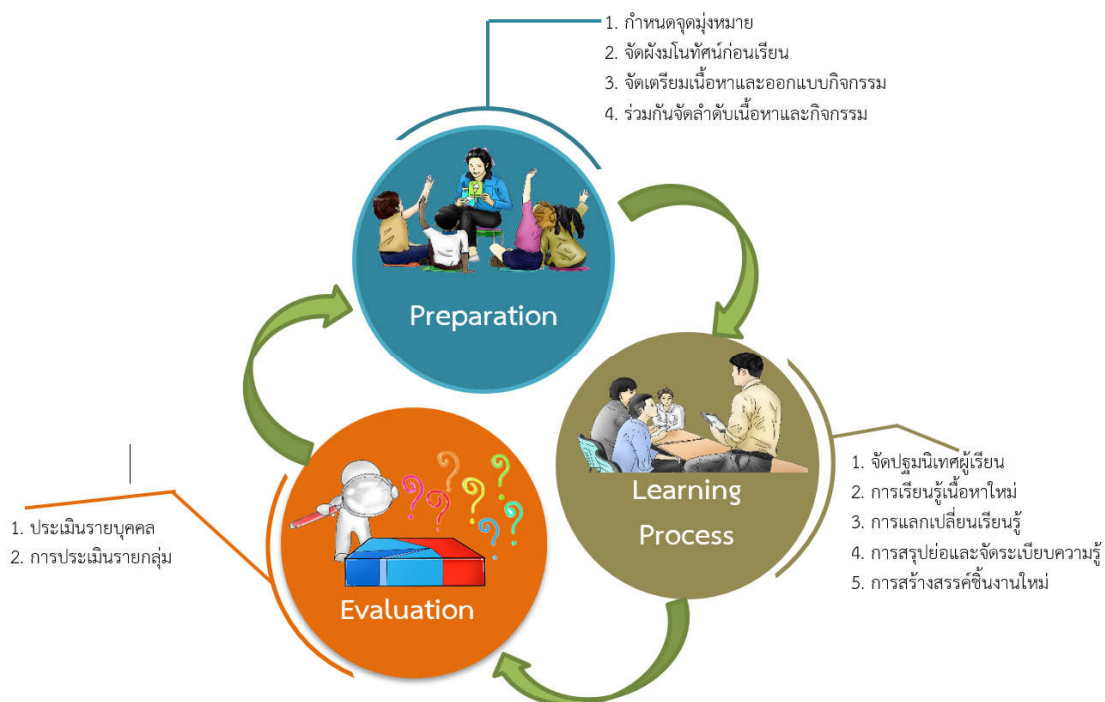 1. กำหนดจุดมุ่งหมาย
2. จัดผังมโนทัศน์ก่อนเรียน
3. จัดเตรียมเนื้อหาและออกแบบกิจกรรม
4. ร่วมกันจัดลำดับเนื้อหาและกิจกรรม
Preparation
Learning
Process
1. จัดปฐมนิเทศผู้เรียน
2. การเรียนรู้เนื้อหาใหม่
3. การแลกเปลี่ยนเรียนรู้
4. การสรุปย่อและจัดระเบียบความรู้
5. การสร้างสรรค์ชิ้นงานใหม่
Evaluation
1. ประเมินรายบุคคล
2. การประเมินรายกลุ่ม